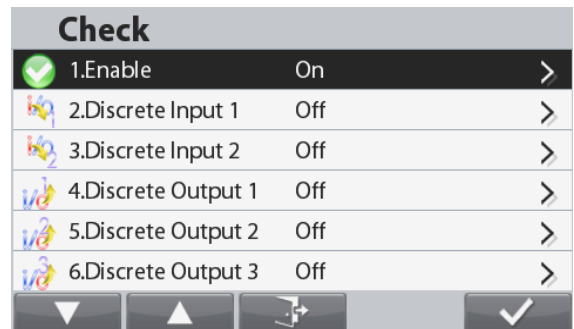 Check
1.Enable On
2.Discrete Input 1 Off
3.Discrete Input 2 Off
4.Discrete Output 1 Off
5.Discrete Output 2 Off
6.Discrete Output 3 Off